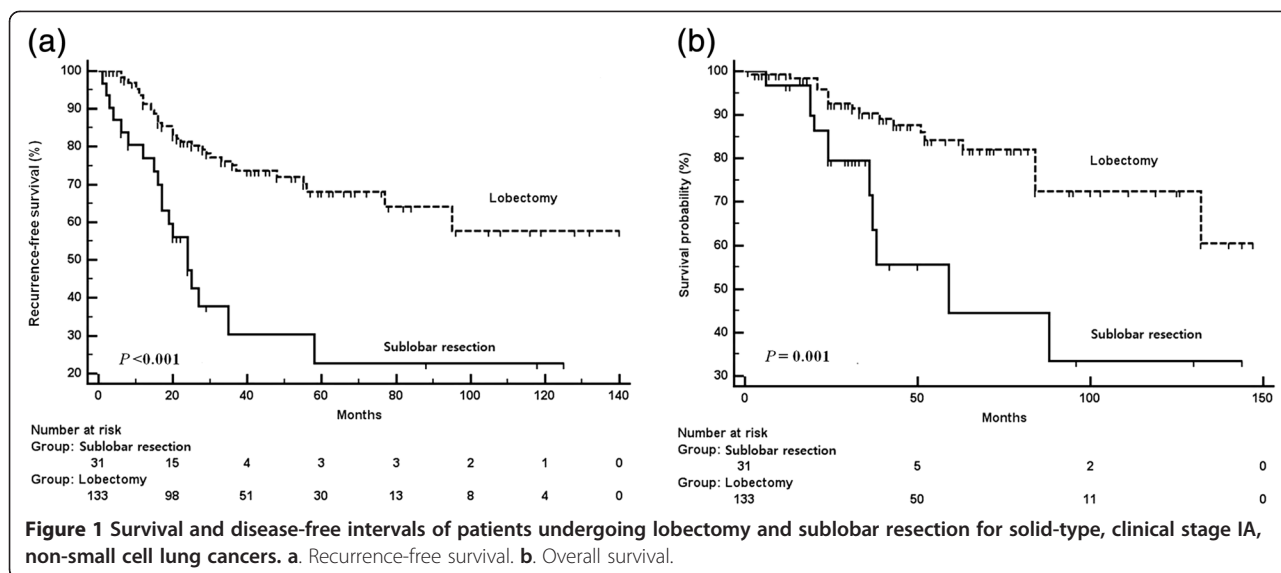 (a)
100
90
80
70
60
50
40
30
20
Recurrence-free survival (%)
Lobectomy
Sublobar resection
P <0.001
0 20 40 60 80 100 120 140
Months
Number at risk
Group: Sublobar resection
31 15 4 3 3 2 1 0
Group: Lobectomy
133 98 51 30 13 8 4 0
(b)
100
90
80
70
60
50
40
30
Survival probability (%)
Lobectomy
Sublobar resection
P = 0.001
0 50 100 150
Months
Number at risk
Group: Sublobar resection
31 5 2 0
Group: Lobectomy
133 50 11 0
Figure 1 Survival and disease-free intervals of patients undergoing lobectomy and sublobar resection for solid-type, clinical stage IA,
non-small cell lung cancers. a. Recurrence-free survival. b. Overall survival.